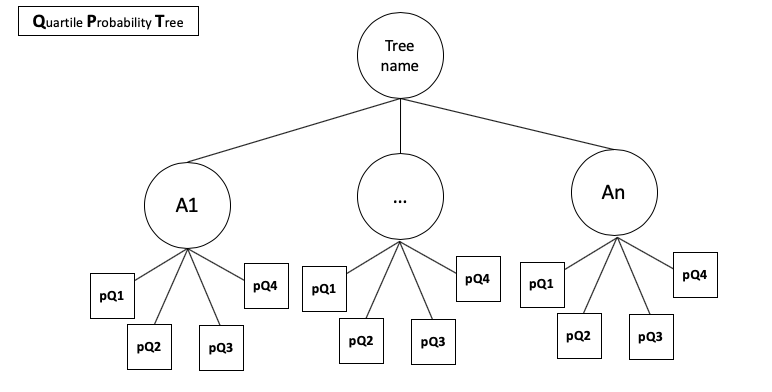 Quartile Probability Tree
Tree
name
A1
...
An
pQ1
pQ2
pQ3
pQ4
pQ1
pQ2
pQ3
pQ4
pQ1
pQ2
pQ3
pQ4